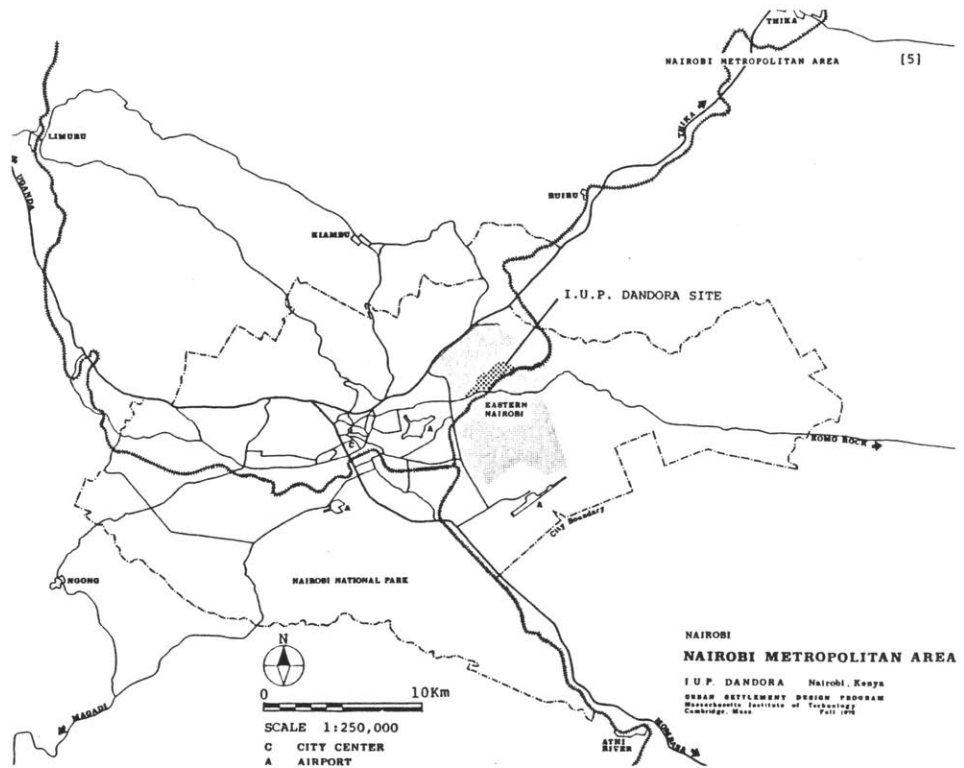 THIKA
NAIROBI METROPOLITAN AREA [5]
THIKA
LIMURU
UGANDA
RUIRU
KIAMBU
I.U.P. DANDORA SITE
EASTERN
NAIROBI
A
C
KOMO ROCK
A
A
City Boundary
NGONG
NAIROBI NATIONAL PARK
N
0 10Km
SCALE 1:250,000
C CITY CENTER
A AIRPORT
MAGADI
ATHI
RIVER
MOMBASA
NAIROBI
NAIROBI METROPOLITAN AREA
I U P. DANDORA Nairobi, Kenya
URBAN SETTLEMENT DESIGN PROGRAM
Massachusetts Institute of Technology
Cambridge, Mass. Fall